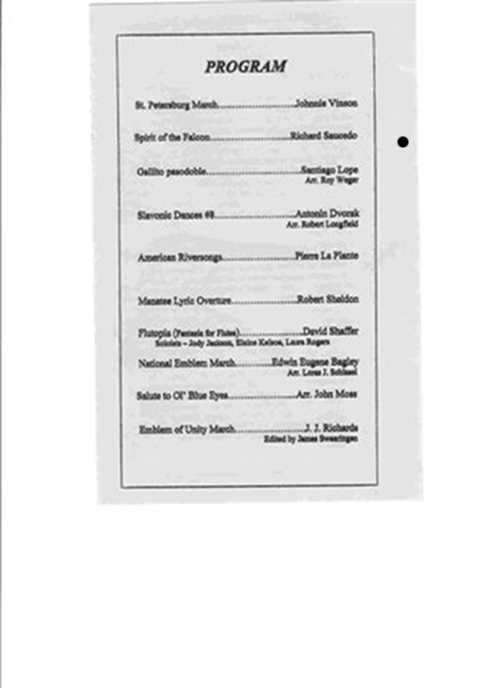 PROGRAM
St. Petersburg March..............................Johnnie Vinson
Spirit of the Falcon..............................Richard Saucedo
Gallito pasodoble..............................Santiago Lope
Arr. Roy Weger
Slavonic Dances #8..............................Antonin Dvorak
Arr. Robert Longfield
American Riversongs..............................Pierre La Plante
Manatee Lyric Overture..............................Robert Sheldon
Flutopia (Fantasia for Flutes)..............................David Shaffer
Soloists – Jody Jackson, Elaine Laura Rogers
National Emblem March..............................Edwin Eugene Bagley
Arr. Loras J. Schissel
Salute to Ol' Blue Eyes..............................Arr. John Moss
Emblem of Unity March..............................J. J. Richards
Edited by James Swearingen